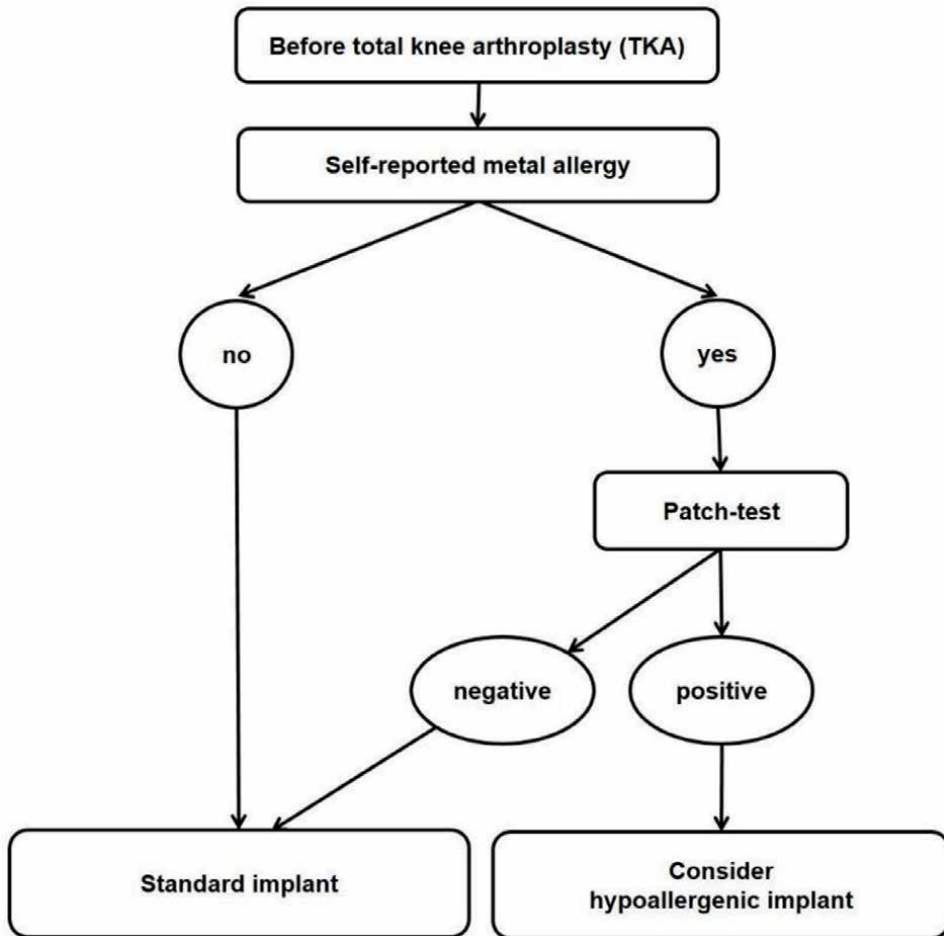 Before total knee arthroplasty (TKA)
Self-reported metal allergy
no
yes
Patch-test
negative
positive
Standard implant
Consider
hypoallergenic implant